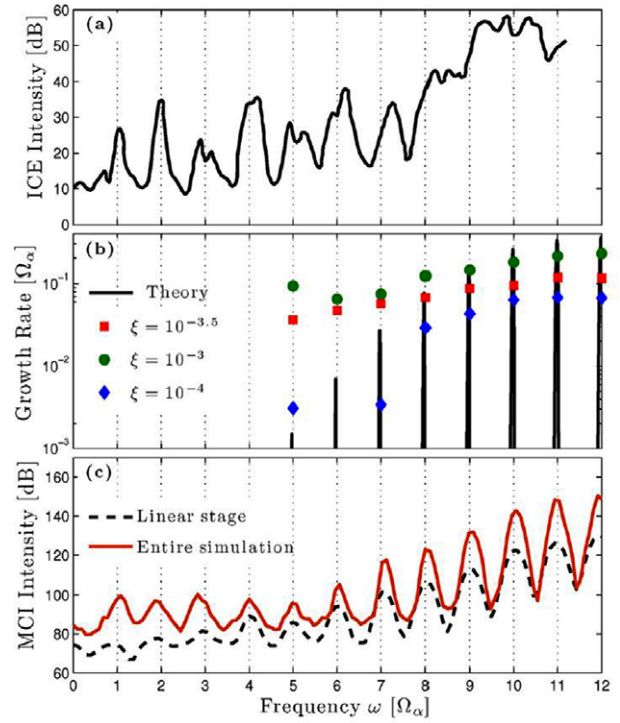 60
50
40
30
20
10
0
ICE Intensity [dB]
(a)
10⁻¹
10⁻²
10⁻³
Growth Rate [Ωα]
(b)
Theory
ξ = 10⁻³·⁵
ξ = 10⁻³
ξ = 10⁻⁴
160
140
120
100
80
60
MCI Intensity [dB]
(c)
Linear stage
Entire simulation
0 1 2 3 4 5 6 7 8 9 10 11 12
Frequency ω [Ωα]